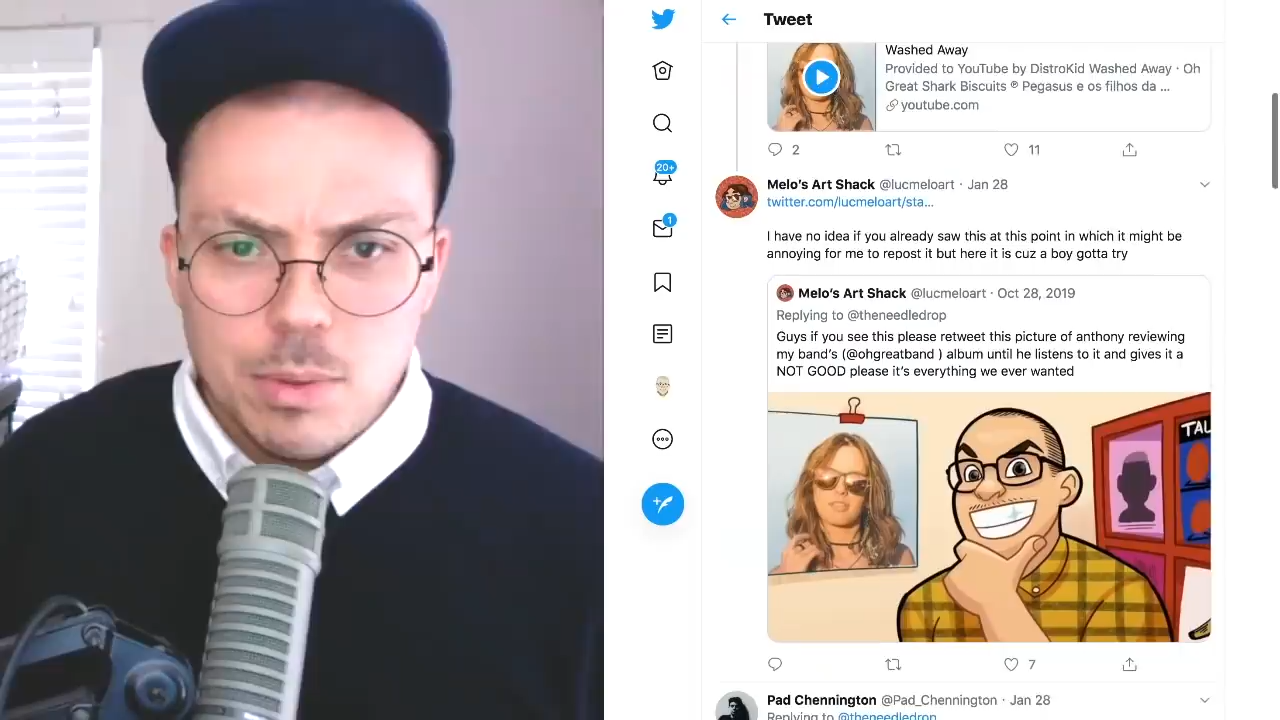 Tweet
Washed Away
Provided to YouTube by DistroKid Washed Away · Oh
Great Shark Biscuits ℗ Pegasus e os filhos da ...
youtube.com
2
11
20+
1
Melo's Art Shack @lucmeloart · Jan 28
twitter.com/lucmeloart/sta...
I have no idea if you already saw this at this point in which it might be
annoying for me to repost it but here it is cuz a boy gotta try
Melo's Art Shack @lucmeloart · Oct 28, 2019
Replying to @theneedledrop
Guys if you see this please retweet this picture of anthony reviewing
my band's (@ohgreatband ) album until he listens to it and gives it a
NOT GOOD please it's everything we ever wanted
TAL
7
Pad Chennington @Pad_Chennington · Jan 28
Replying to @theneedledrop